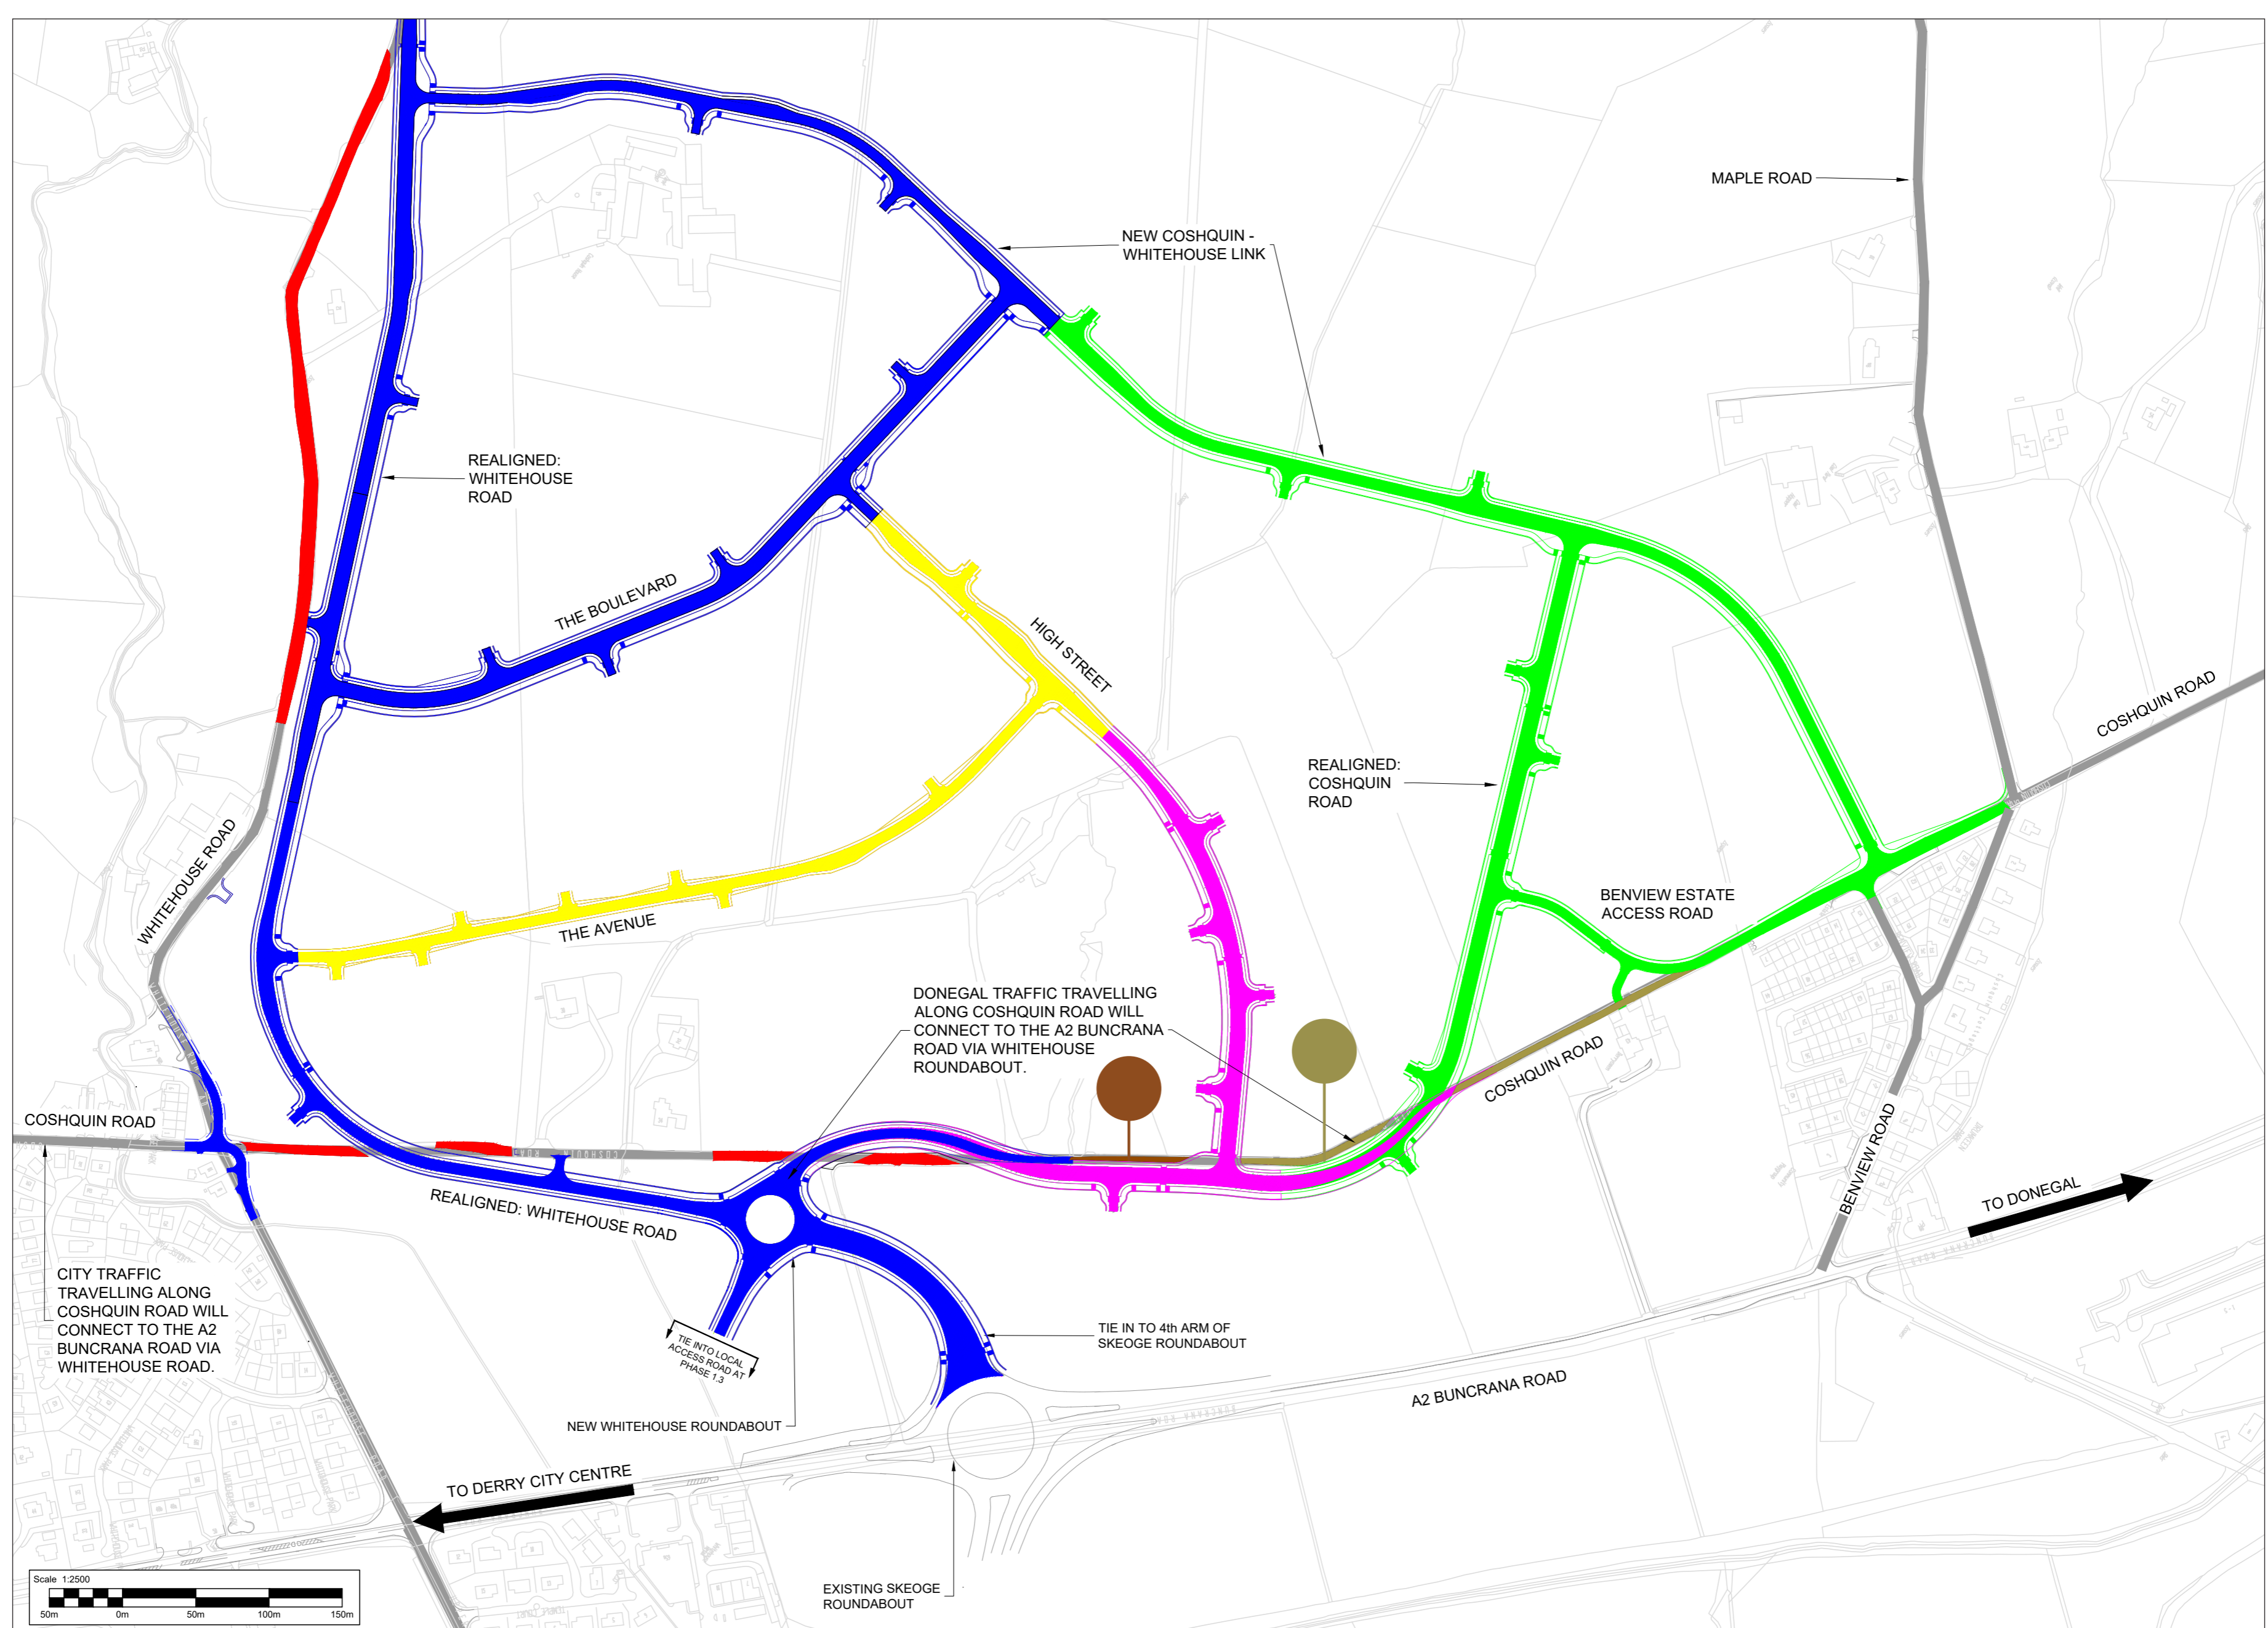 MAPLE ROAD
NEW COSHQUIN -
WHITEHOUSE LINK
REALIGNED:
WHITEHOUSE
ROAD
THE BOULEVARD
HIGH STREET
COSHQUIN ROAD
REALIGNED:
COSHQUIN
ROAD
WHITEHOUSE ROAD
THE AVENUE
BENVIEW ESTATE
ACCESS ROAD
DONEGAL TRAFFIC TRAVELLING
ALONG COSHQUIN ROAD WILL
CONNECT TO THE A2 BUNCRANA
ROAD VIA WHITEHOUSE
ROUNDABOUT.
COSHQUIN ROAD
COSHQUIN ROAD
BENVIEW ROAD
TO DONEGAL
REALIGNED: WHITEHOUSE ROAD
CITY TRAFFIC
TRAVELLING ALONG
COSHQUIN ROAD WILL
CONNECT TO THE A2
BUNCRANA ROAD VIA
WHITEHOUSE ROAD.
TIE INTO LOCAL
ACCESS ROAD AT
PHASE 1.3
TIE IN TO 4th ARM OF
SKEOGE ROUNDABOUT
A2 BUNCRANA ROAD
NEW WHITEHOUSE ROUNDABOUT
TO DERRY CITY CENTRE
EXISTING SKEOGE
ROUNDABOUT
Scale 1:2500
50m 0m 50m 100m 150m